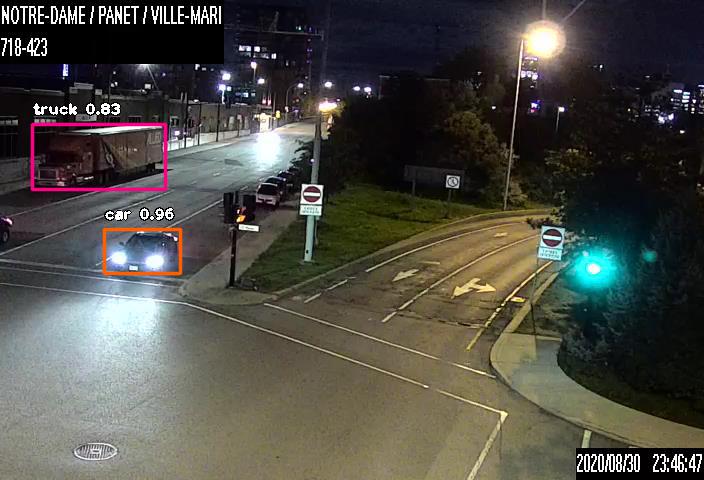 NOTRE-DAME / PANET / VILLE-MARI
718-423
truck 0.83
car 0.96
2020/08/30 23:46:47